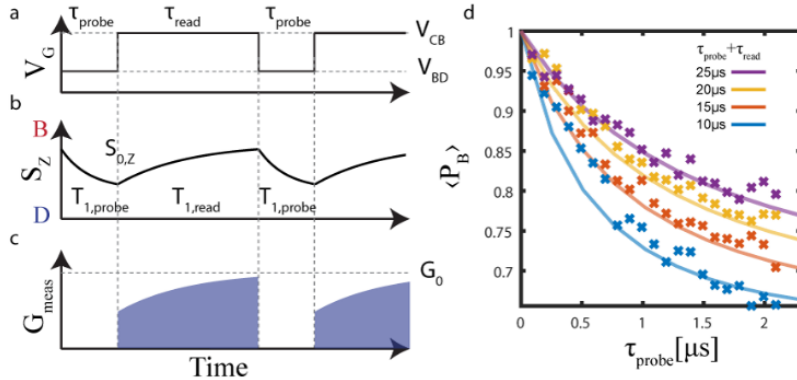 a
τprobe τread τprobe
VG
VCB
VBD
b
B
SZ
D
S0,Z
T1,probe T1,read T1,probe
c
Gmeas
G0
Time
d
⟨PB⟩
1
0.95
0.9
0.85
0.8
0.75
0.7
0 0.5 1 1.5 2
τprobe[μs]
τprobe+τread
25μs
20μs
15μs
10μs